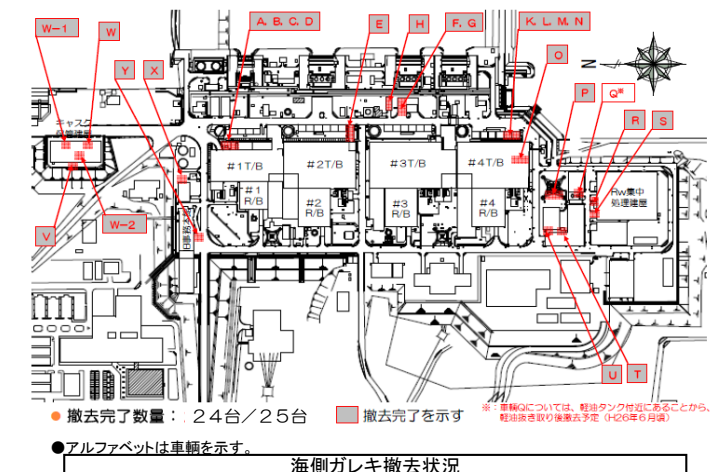 A, B, C, D
E
H
F, G
K, L, M, N
W-1
W
Y
X
N
O
P
Q※
R
S
キャスク
保管建屋
#1T/B
#2T/B
#3T/B
#4T/B
#1
R/B
#2
R/B
#3
R/B
#4
R/B
Rw集中
処理建屋
V
W-2
U
T
● 撤去完了数量：２４台／２５台
撤去完了を示す
※：車輌Qについては、軽油タンク付近にあることから、
軽油抜き取り後撤去予定（H26年６月頃）
●アルファベットは車輌を示す。
海側ガレキ撤去状況